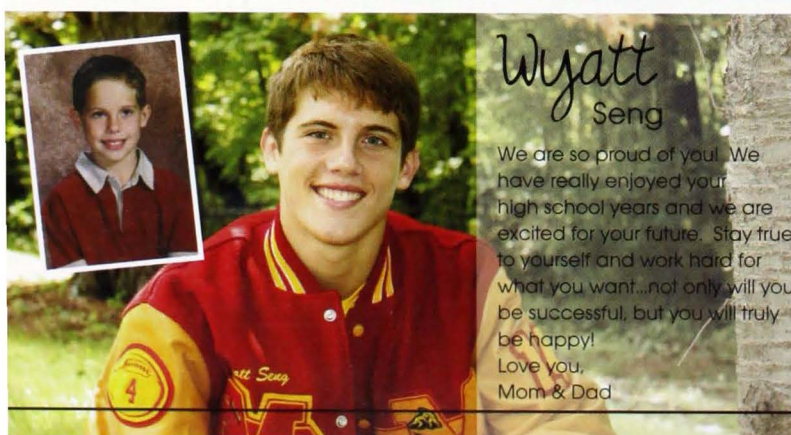 Wyatt
Seng
We are so proud of you! We
have really enjoyed your
high school years and we are
excited for your future. Stay true
to yourself and work hard for
what you want...not only will you
be successful, but you will truly
be happy!
Love you,
Mom & Dad
4
Seng